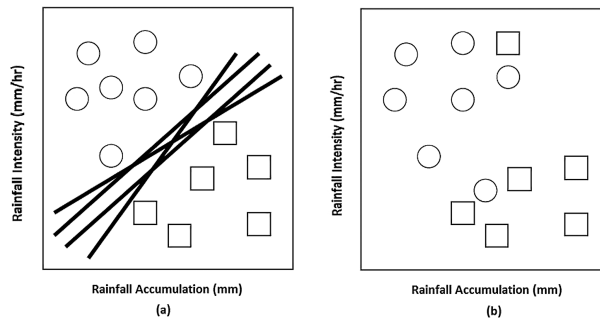 Rainfall Intensity (mm/hr)
Rainfall Accumulation (mm)
(a)
Rainfall Intensity (mm/hr)
Rainfall Accumulation (mm)
(b)